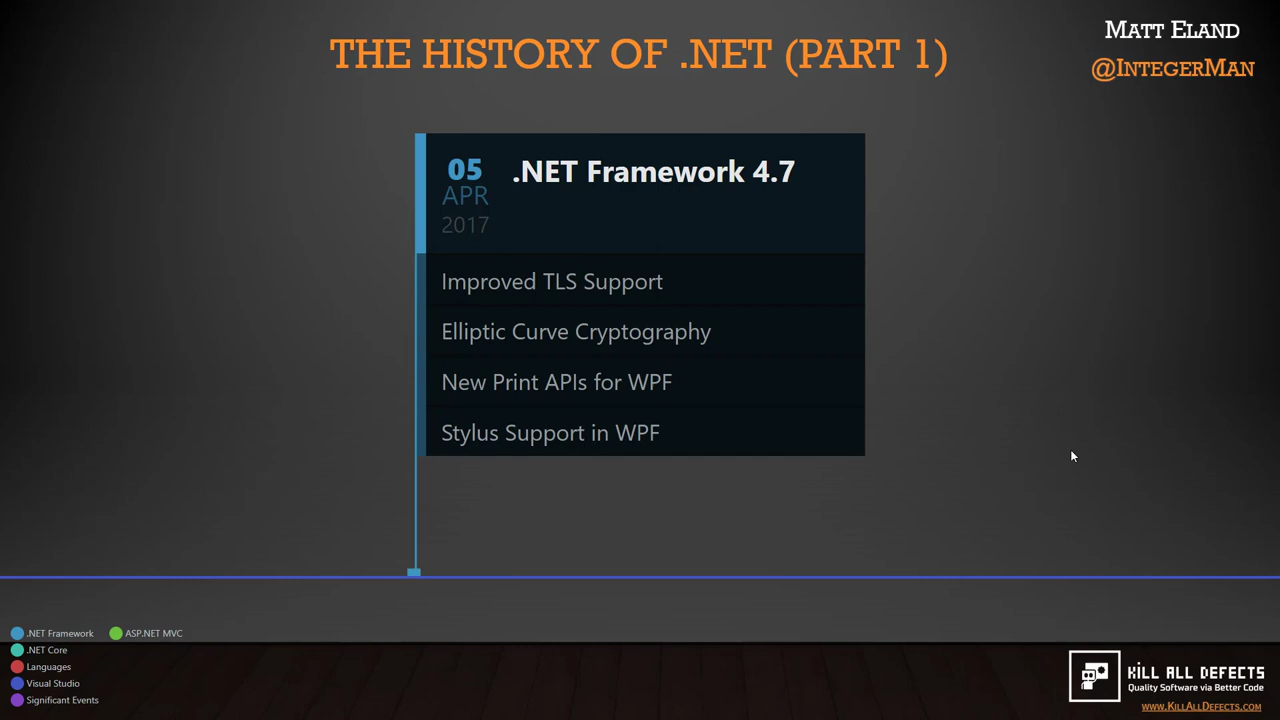 THE HISTORY OF .NET (PART 1)
MATT ELAND
@INTEGERMAN
05
APR
2017
.NET Framework 4.7
Improved TLS Support
Elliptic Curve Cryptography
New Print APIs for WPF
Stylus Support in WPF
.NET Framework
ASP.NET MVC
.NET Core
Languages
Visual Studio
Significant Events
KILL ALL DEFECTS
Quality Software via Better Code
WWW.KILLALLDEFECTS.COM